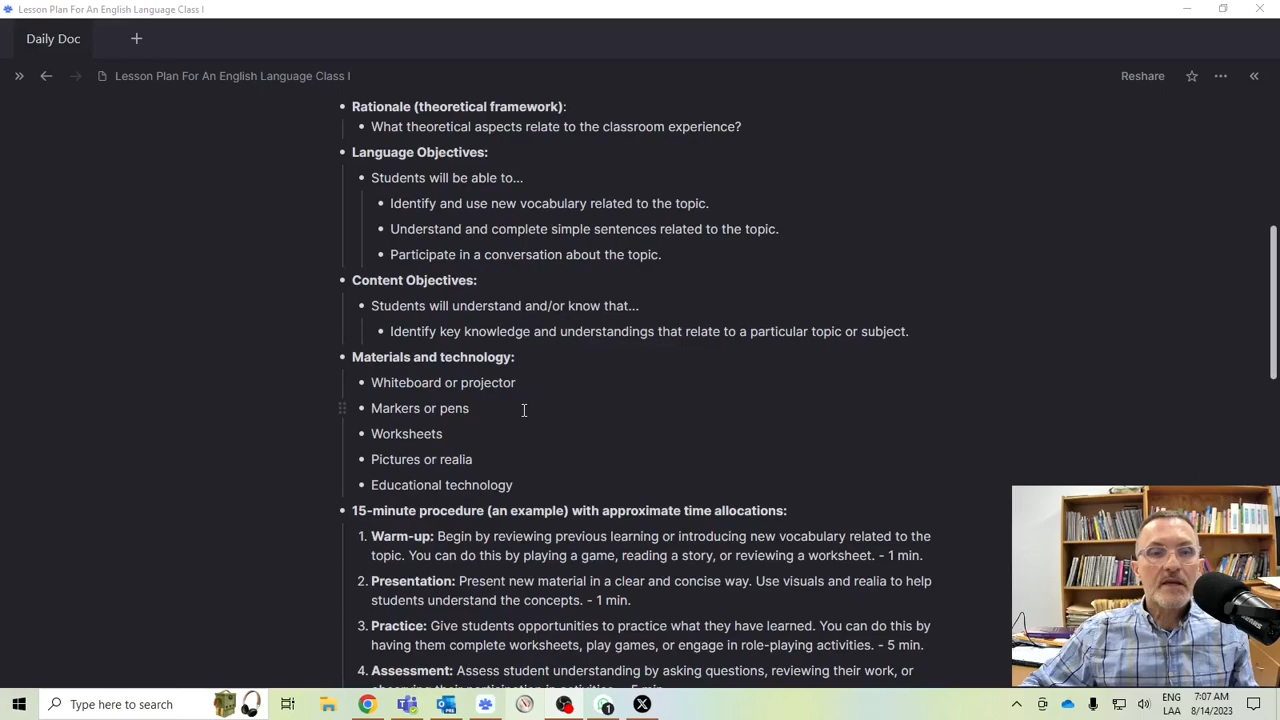 Lesson Plan For An English Language Class I
Daily Doc
Lesson Plan For An English Language Class I
Reshare
Rationale (theoretical framework):
What theoretical aspects relate to the classroom experience?
Language Objectives:
Students will be able to...
Identify and use new vocabulary related to the topic.
Understand and complete simple sentences related to the topic.
Participate in a conversation about the topic.
Content Objectives:
Students will understand and/or know that...
Identify key knowledge and understandings that relate to a particular topic or subject.
Materials and technology:
Whiteboard or projector
Markers or pens
Worksheets
Pictures or realia
Educational technology
15-minute procedure (an example) with approximate time allocations:
1. Warm-up: Begin by reviewing previous learning or introducing new vocabulary related to the
topic. You can do this by playing a game, reading a story, or reviewing a worksheet. - 1 min.
2. Presentation: Present new material in a clear and concise way. Use visuals and realia to help
students understand the concepts. - 1 min.
3. Practice: Give students opportunities to practice what they have learned. You can do this by
having them complete worksheets, play games, or engage in role-playing activities. - 5 min.
4. Assessment: Assess student understanding by asking questions, reviewing their work, or
Type here to search
ENG
LAA
7:07 AM
8/14/2023